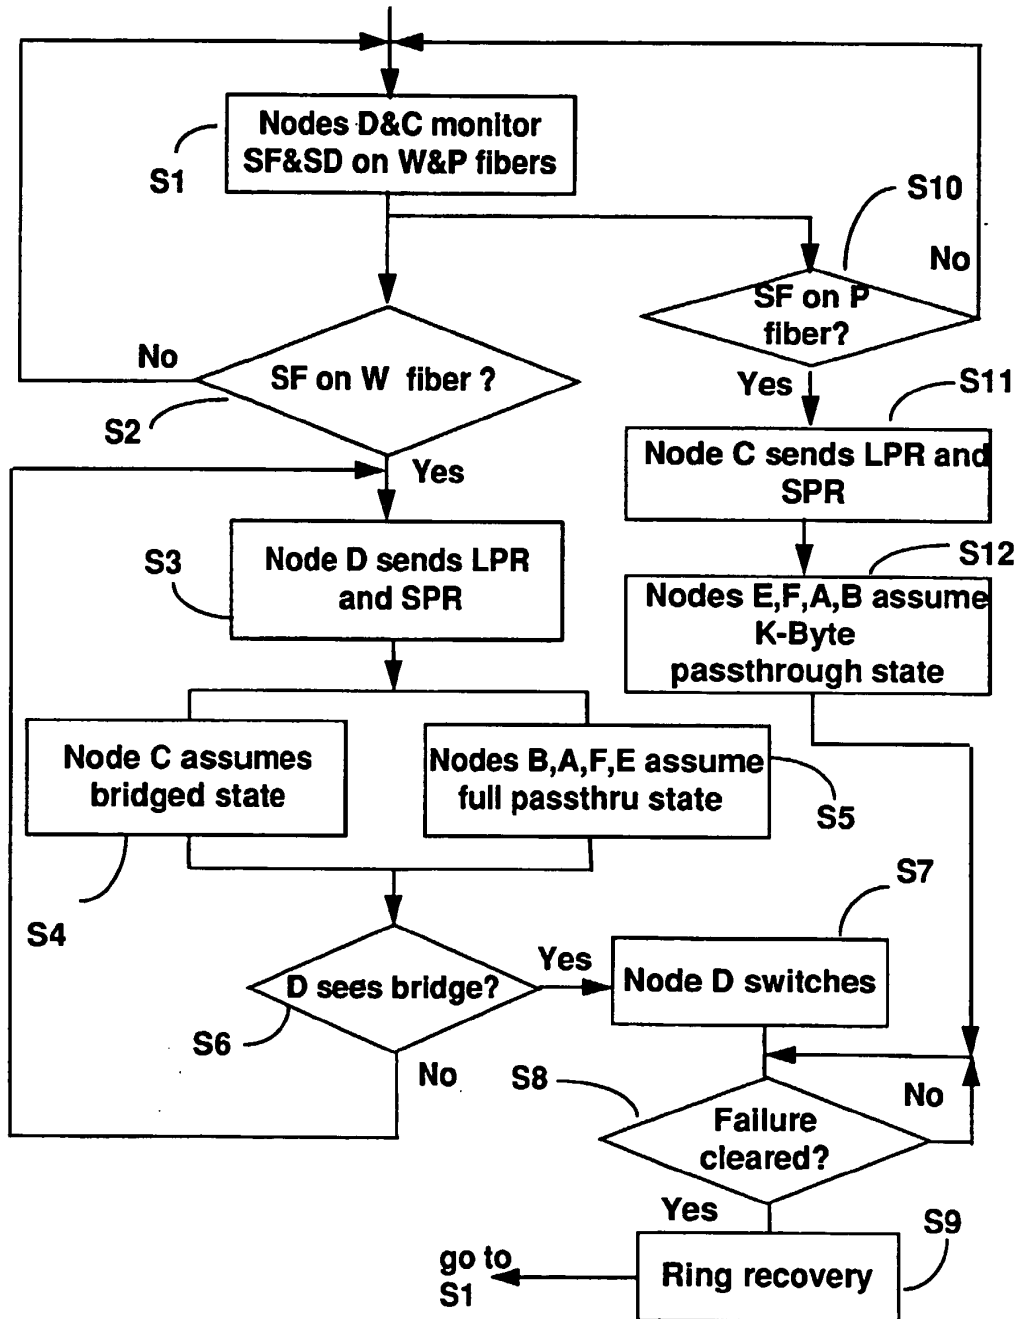 Nodes D&C monitor
SF&SD on W&P fibers
S1
S10
No
SF on P
fiber?
No
SF on W fiber ?
Yes
S11
S2
Yes
Node C sends LPR and
SPR
S3
Node D sends LPR
and SPR
S12
Nodes E,F,A,B assume
K-Byte
passthrough state
Node C assumes
bridged state
Nodes B,A,F,E assume
full passthru state
S5
S4
S7
D sees bridge?
Yes
Node D switches
S6
No
S8
No
Failure
cleared?
Yes
S9
go to
S1
Ring recovery